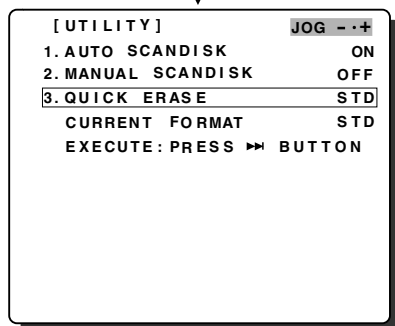 [UTILITY] JOG -·+
1. AUTO SCANDISK ON
2. MANUAL SCANDISK OFF
3. QUICK ERASE STD
CURRENT FORMAT STD
EXECUTE: PRESS ▶▶| BUTTON